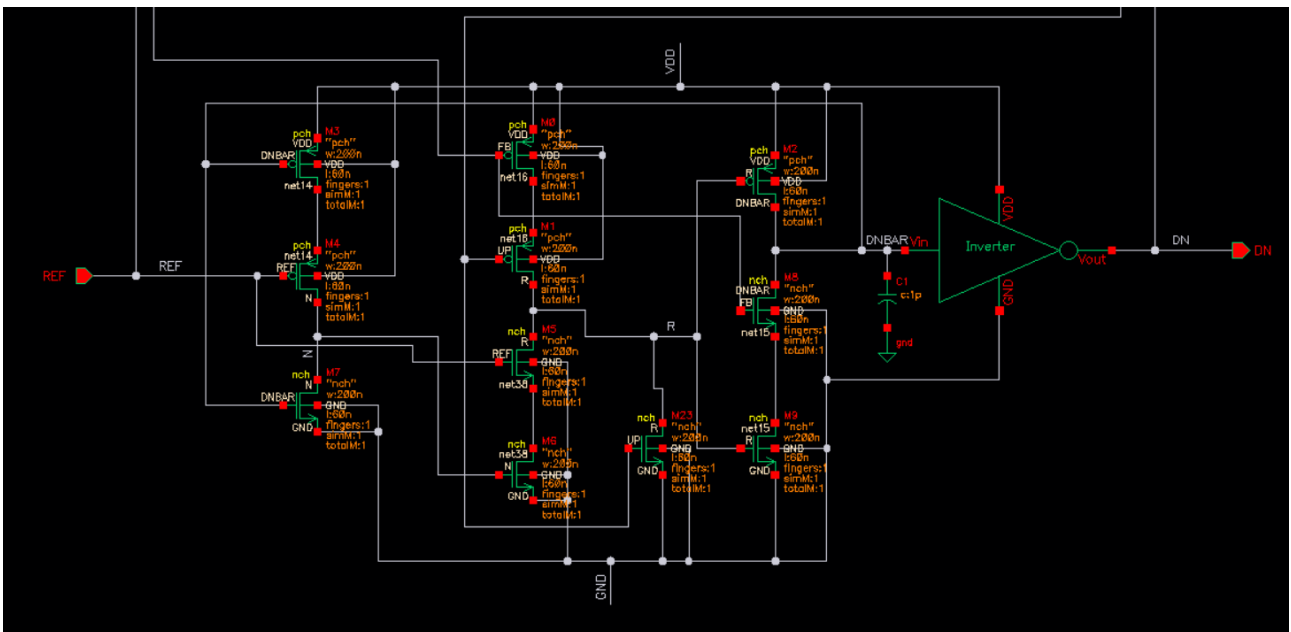 VDD
pch M3
VDD "pch"
w:200n
DNBAR VDD
l:60n
net14 fingers:1
simM:1
totalM:1
pch M0
VDD "pch"
w:200n
FB VDD
l:60n
net16 fingers:1
simM:1
totalM:1
pch M2
VDD "pch"
w:200n
R VDD
l:60n
DNBAR fingers:1
simM:1
totalM:1
pch M4
net14 "pch"
w:200n
REF VDD
l:60n
N fingers:1
simM:1
totalM:1
pch M1
net16 "pch"
w:200n
UP VDD
l:60n
R fingers:1
simM:1
totalM:1
REF REF
DNBAR Vin
VDD
Inverter
Vout
GND
DN DN
C1
c:1p
gnd
nch M8
DNBAR "nch"
w:200n
FB GND
l:60n
net15 fingers:1
simM:1
totalM:1
N
R
nch M5
R "nch"
w:200n
REF GND
l:60n
net38 fingers:1
simM:1
totalM:1
nch M7
N "nch"
w:200n
DNBAR GND
l:60n
GND fingers:1
simM:1
totalM:1
nch M6
net38 "nch"
w:200n
N GND
l:60n
GND fingers:1
simM:1
totalM:1
nch M23
R "nch"
w:200n
UP GND
l:60n
GND fingers:1
simM:1
totalM:1
nch M9
net15 "nch"
w:200n
R GND
l:60n
GND fingers:1
simM:1
totalM:1
GND